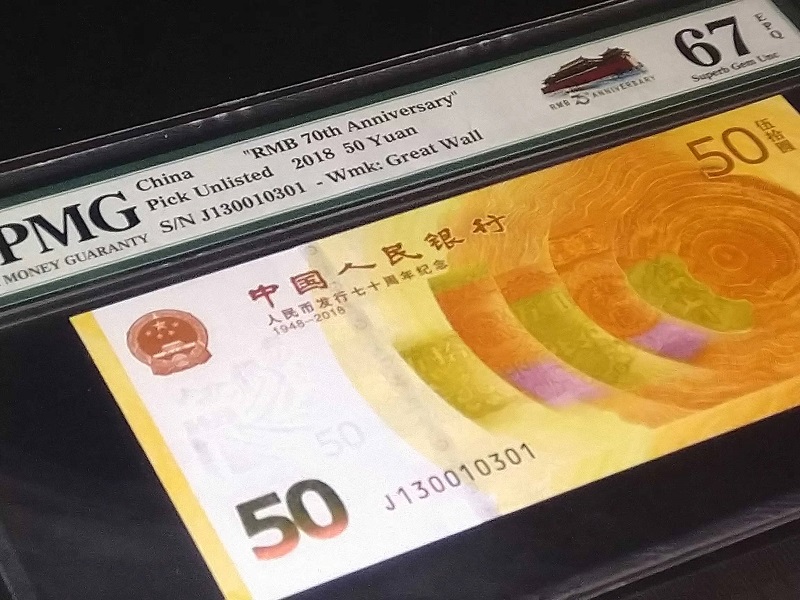 67 EPQ
Superb Gem Unc
RMB 70 ANNIVERSARY
"RMB 70th Anniversary"
China
Pick Unlisted 2018 50 Yuan
S/N J130010301 - Wmk: Great Wall
PMG
MONEY GUARANTY
50 伍拾圆
中国人民银行
人民币发行七十周年纪念
1948-2018
50
50
J130010301